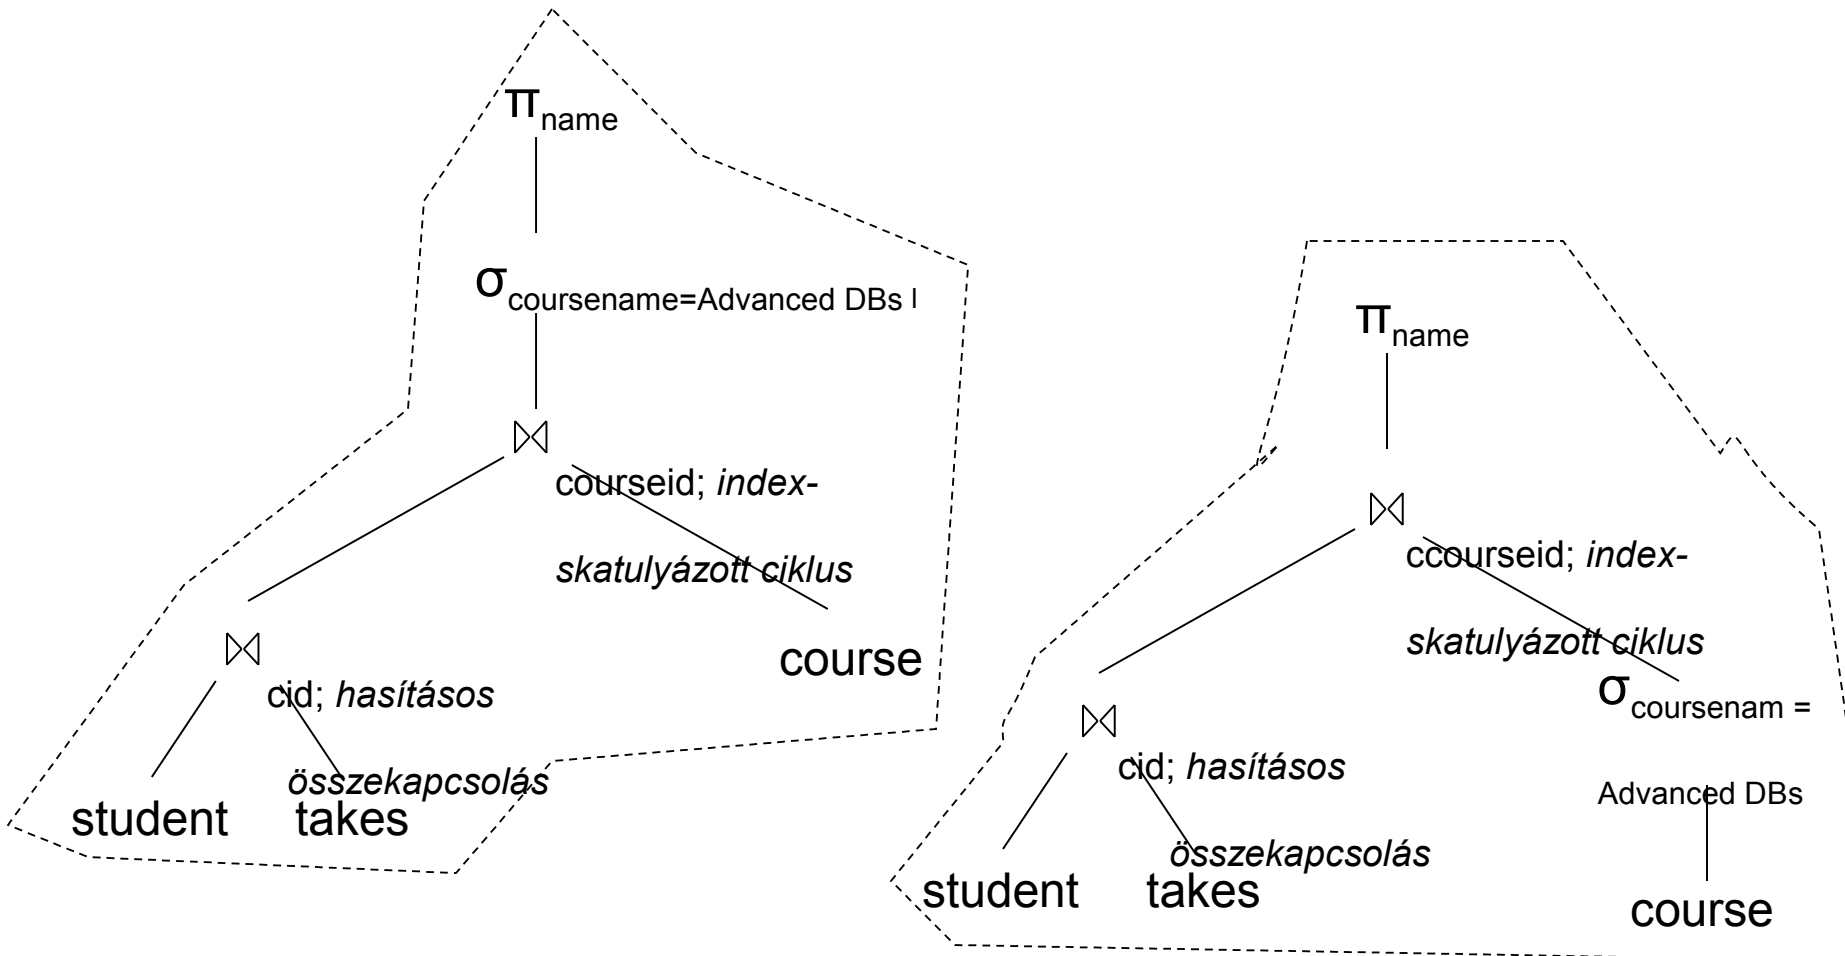 π name
σ coursename=Advanced DBs l
⋈
courseid; index-
skatulyázott ciklus
course
⋈
cid; hasításos
összekapcsolás
student takes
π name
⋈
ccourseid; index-
skatulyázott ciklus
σ coursenam =
Advanced DBs
course
⋈
cid; hasításos
összekapcsolás
student takes